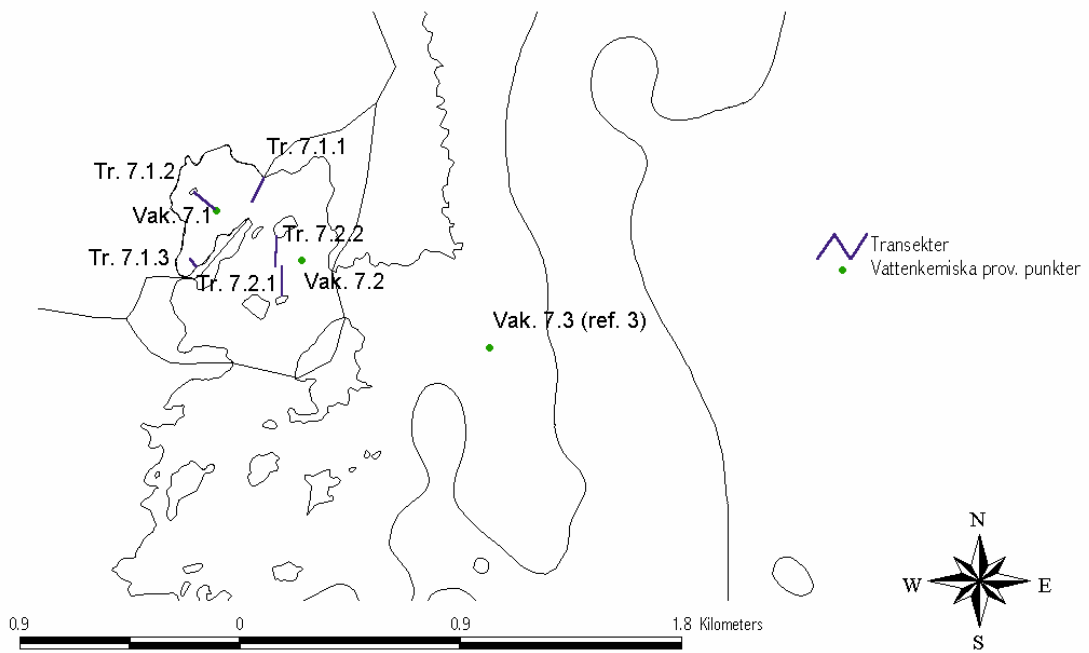 Tr. 7.1.1
Tr. 7.1.2
Vak. 7.1
Tr. 7.2.2
Tr. 7.1.3
Tr. 7.2.1
Vak. 7.2
Vak. 7.3 (ref. 3)
Transekter
Vattenkemiska prov. punkter
N
W
E
S
0.9 0 0.9 1.8 Kilometers